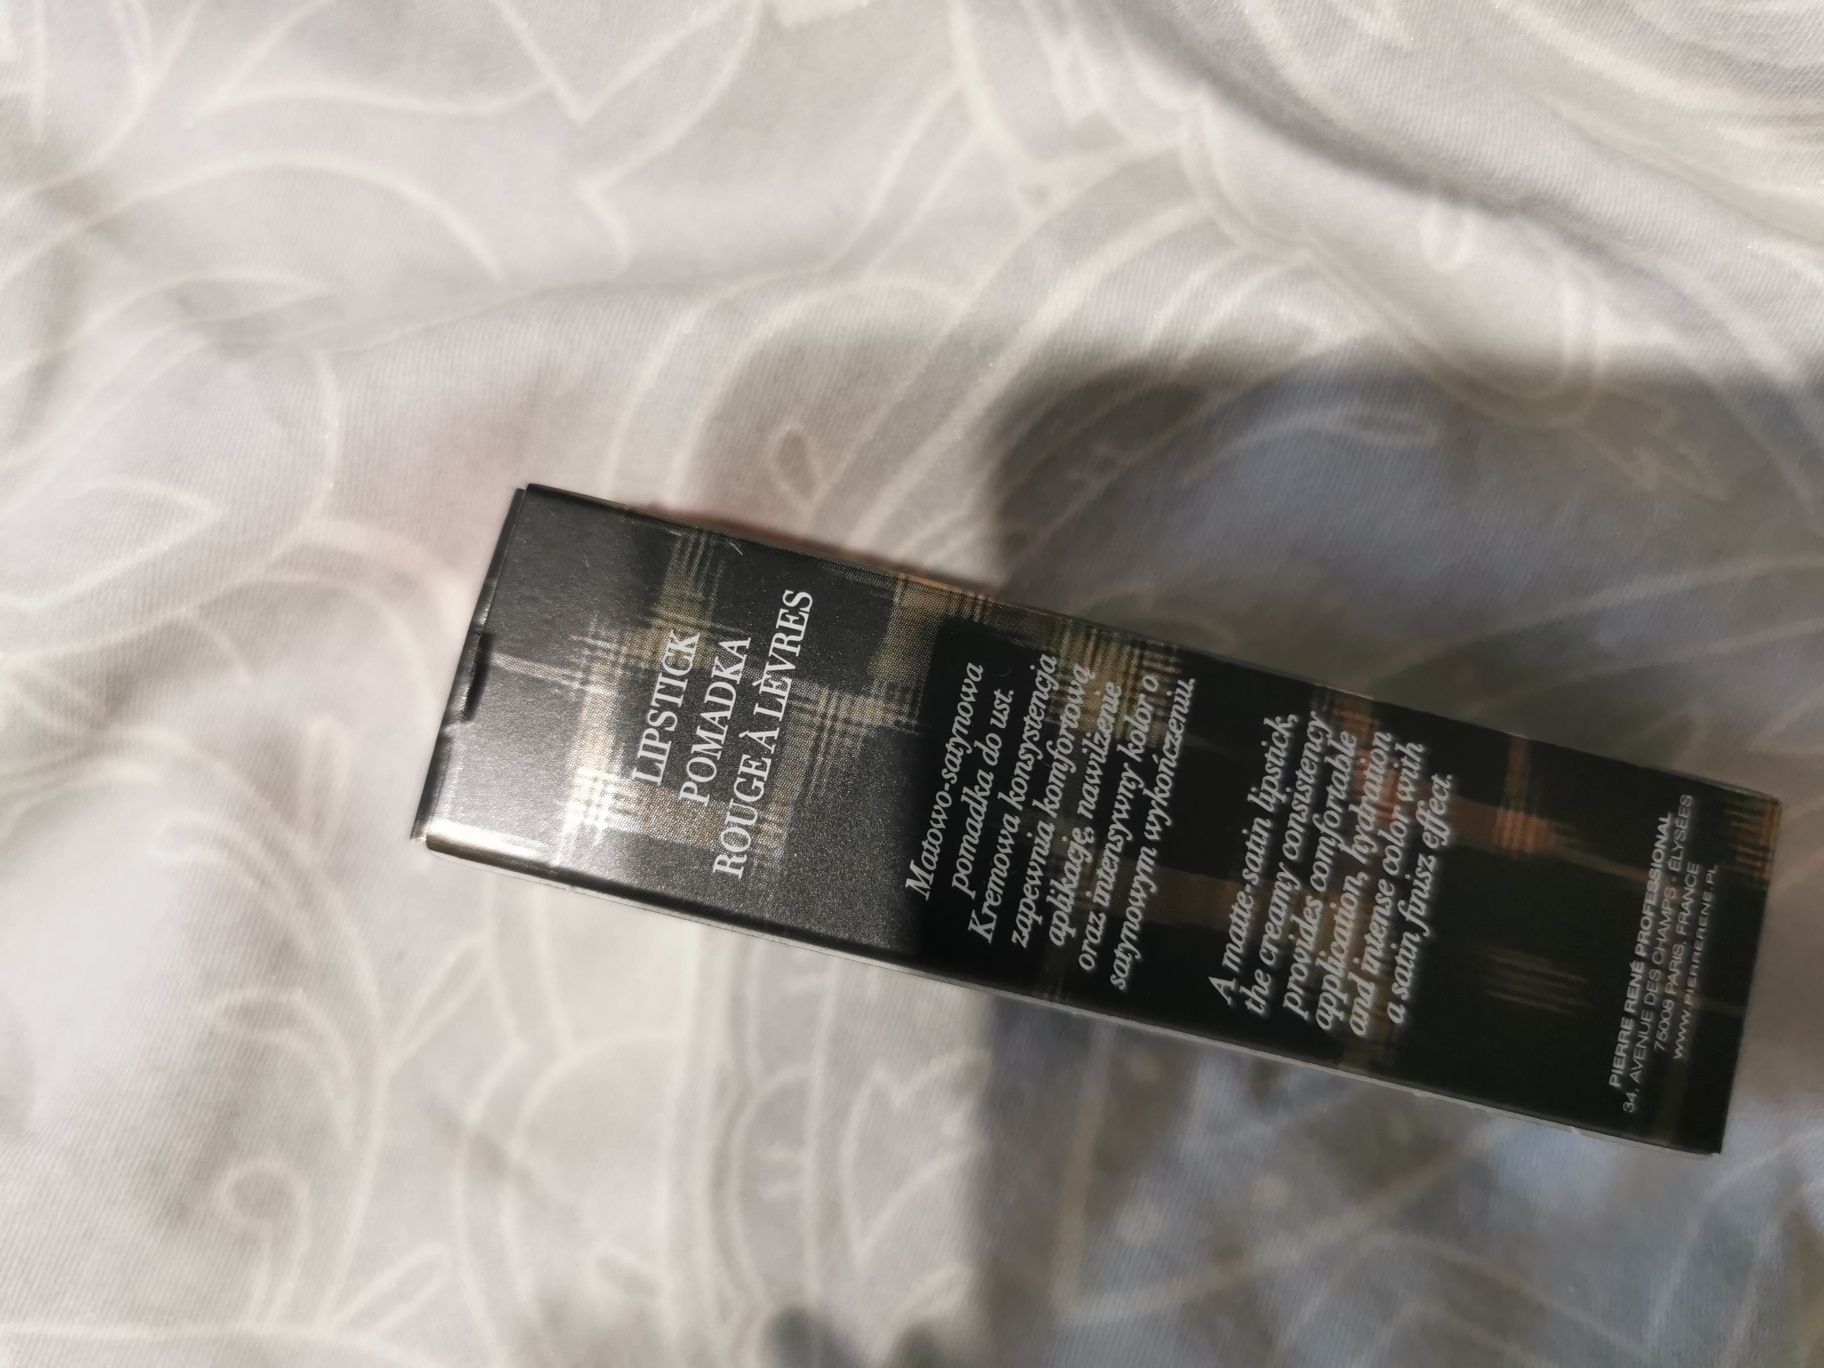 LIPSTICK
POMADKA
ROUGE À LÈVRES
Matowo-satynowa
pomadka do ust.
Kremowa konsystencja
zapewnia komfortową
aplikację, nawilżenie
oraz intensywny kolor o
satynowym wykończeniu.
A matte-satin lipstick,
the creamy consistency
provides comfortable
application, hydration
and intense color with
a satin finisz effect.
PIERRE RENÉ PROFESSIONAL
34, AVENUE DES CHAMPS - ÉLYSÉES
75008 PARIS, FRANCE
WWW.PIERRERENE.PL